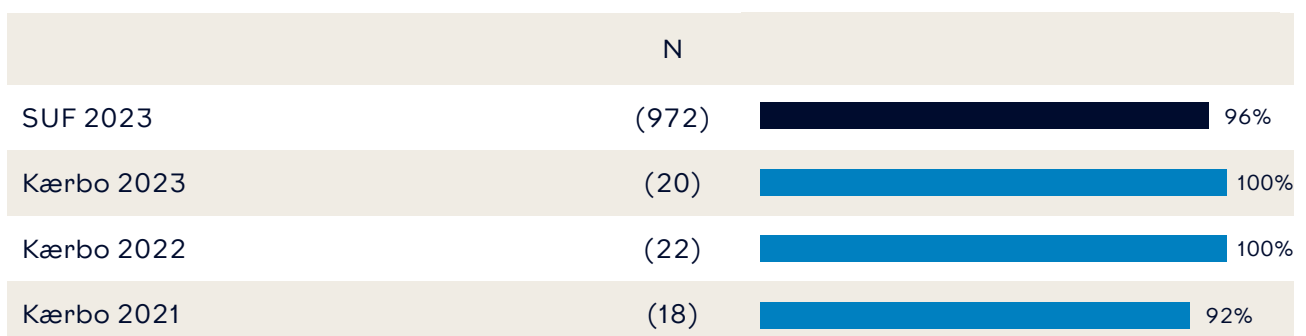 N
SUF 2023 (972) 96%
Kærbo 2023 (20) 100%
Kærbo 2022 (22) 100%
Kærbo 2021 (18) 92%